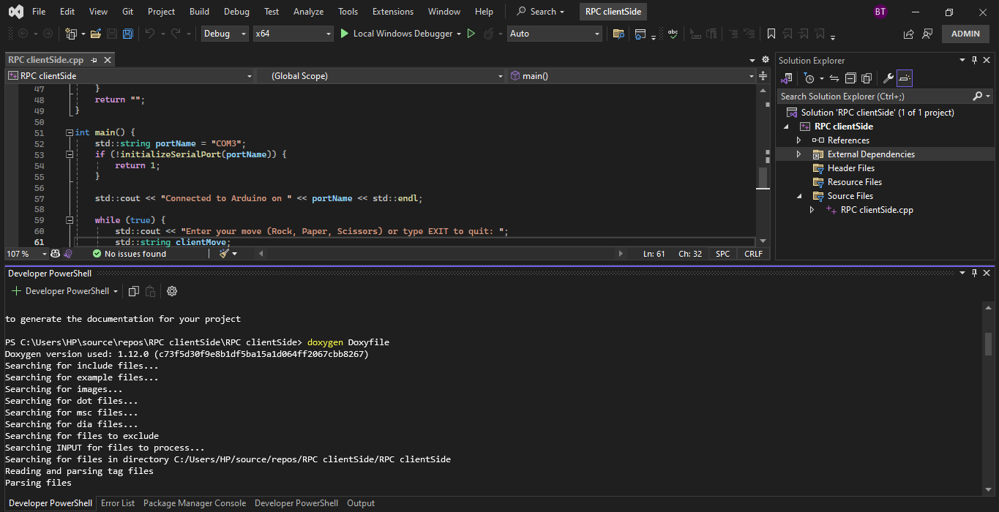 File Edit View Git Project Build Debug Test Analyze Tools Extensions Window Help Search RPC clientSide BT
Debug x64 Local Windows Debugger Auto abc ADMIN
RPC clientSide.cpp
RPC clientSide (Global Scope) main()
47 }
48 return "";
49 }
50
51 int main() {
52 std::string portName = "COM3";
53 if (!initializeSerialPort(portName)) {
54 return 1;
55 }
56
57 std::cout << "Connected to Arduino on " << portName << std::endl;
58
59 while (true) {
60 std::cout << "Enter your move (Rock, Paper, Scissors) or type EXIT to quit: ";
61 std::string clientMove;
107 % No issues found Ln: 61 Ch: 32 SPC CRLF
Solution Explorer
Search Solution Explorer (Ctrl+;)
Solution 'RPC clientSide' (1 of 1 project)
RPC clientSide
References
External Dependencies
Header Files
Resource Files
Source Files
RPC clientSide.cpp
Developer PowerShell
Developer PowerShell
to generate the documentation for your project
PS C:\Users\HP\source\repos\RPC clientSide\RPC clientSide> doxygen Doxyfile
Doxygen version used: 1.12.0 (c73f5d30f9e8b1df5ba15a1d064ff2067cbb8267)
Searching for include files...
Searching for example files...
Searching for images...
Searching for dot files...
Searching for msc files...
Searching for dia files...
Searching for files to exclude
Searching INPUT for files to process...
Searching for files in directory C:/Users/HP/source/repos/RPC clientSide/RPC clientSide
Reading and parsing tag files
Parsing files
Developer PowerShell Error List Package Manager Console Developer PowerShell Output